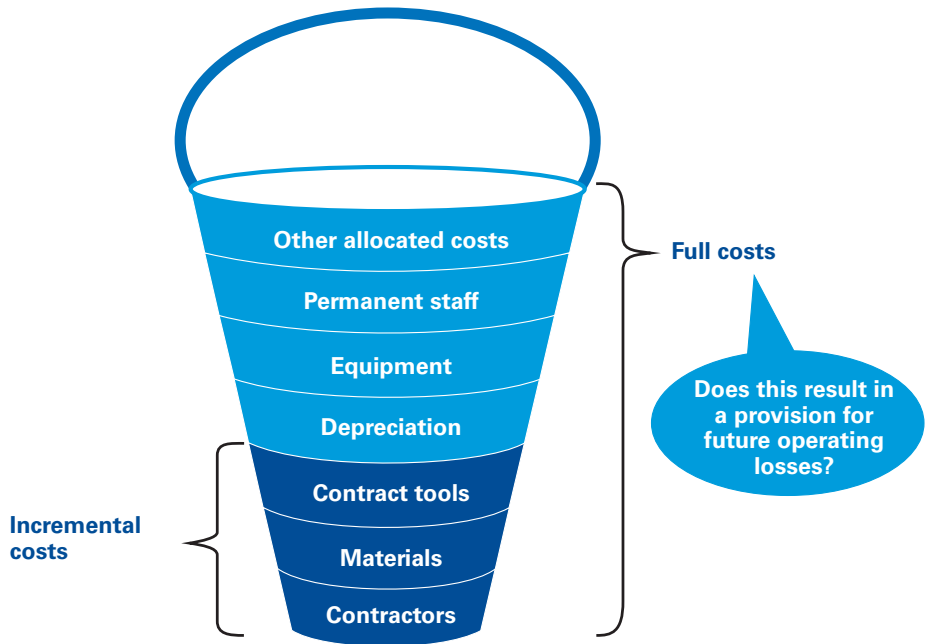 Other allocated costs
Permanent staff
Equipment
Depreciation
Contract tools
Materials
Contractors
Incremental
costs
Full costs
Does this result in
a provision for
future operating
losses?